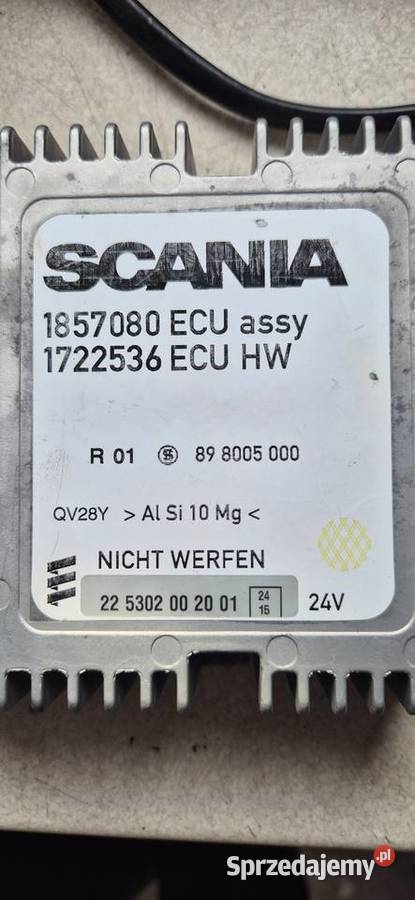 SCANIA
1857080 ECU assy
1722536 ECU HW
R 01 S 89 8005 000
QV28Y > Al Si 10 Mg <
NICHT WERFEN
22 5302 00 20 01 24 15 24V
Sprzedajemy.pl